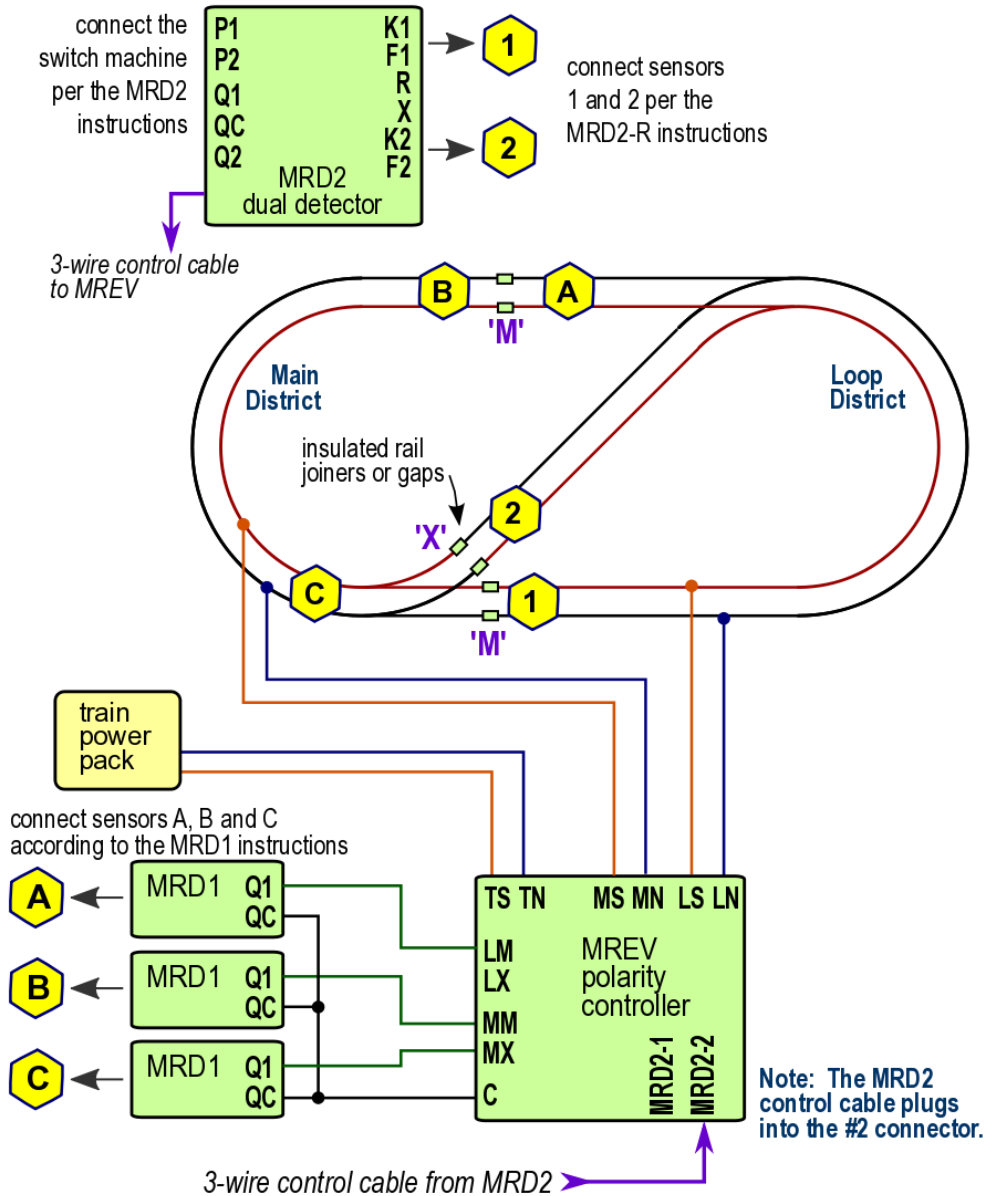 connect the
switch machine
per the MRD2
instructions
P1
P2
Q1
QC
Q2
K1
F1
R
X
K2
F2
MRD2
dual detector
1
2
connect sensors
1 and 2 per the
MRD2-R instructions
3-wire control cable
to MREV
B
A
'M'
Main
District
Loop
District
insulated rail
joiners or gaps
'X'
2
C
1
'M'
train
power
pack
connect sensors A, B and C
according to the MRD1 instructions
A
MRD1
Q1
QC
B
MRD1
Q1
QC
C
MRD1
Q1
QC
TS TN MS MN LS LN
LM
LX
MM
MX
C
MREV
polarity
controller
MRD2-1
MRD2-2
Note: The MRD2
control cable plugs
into the #2 connector.
3-wire control cable from MRD2